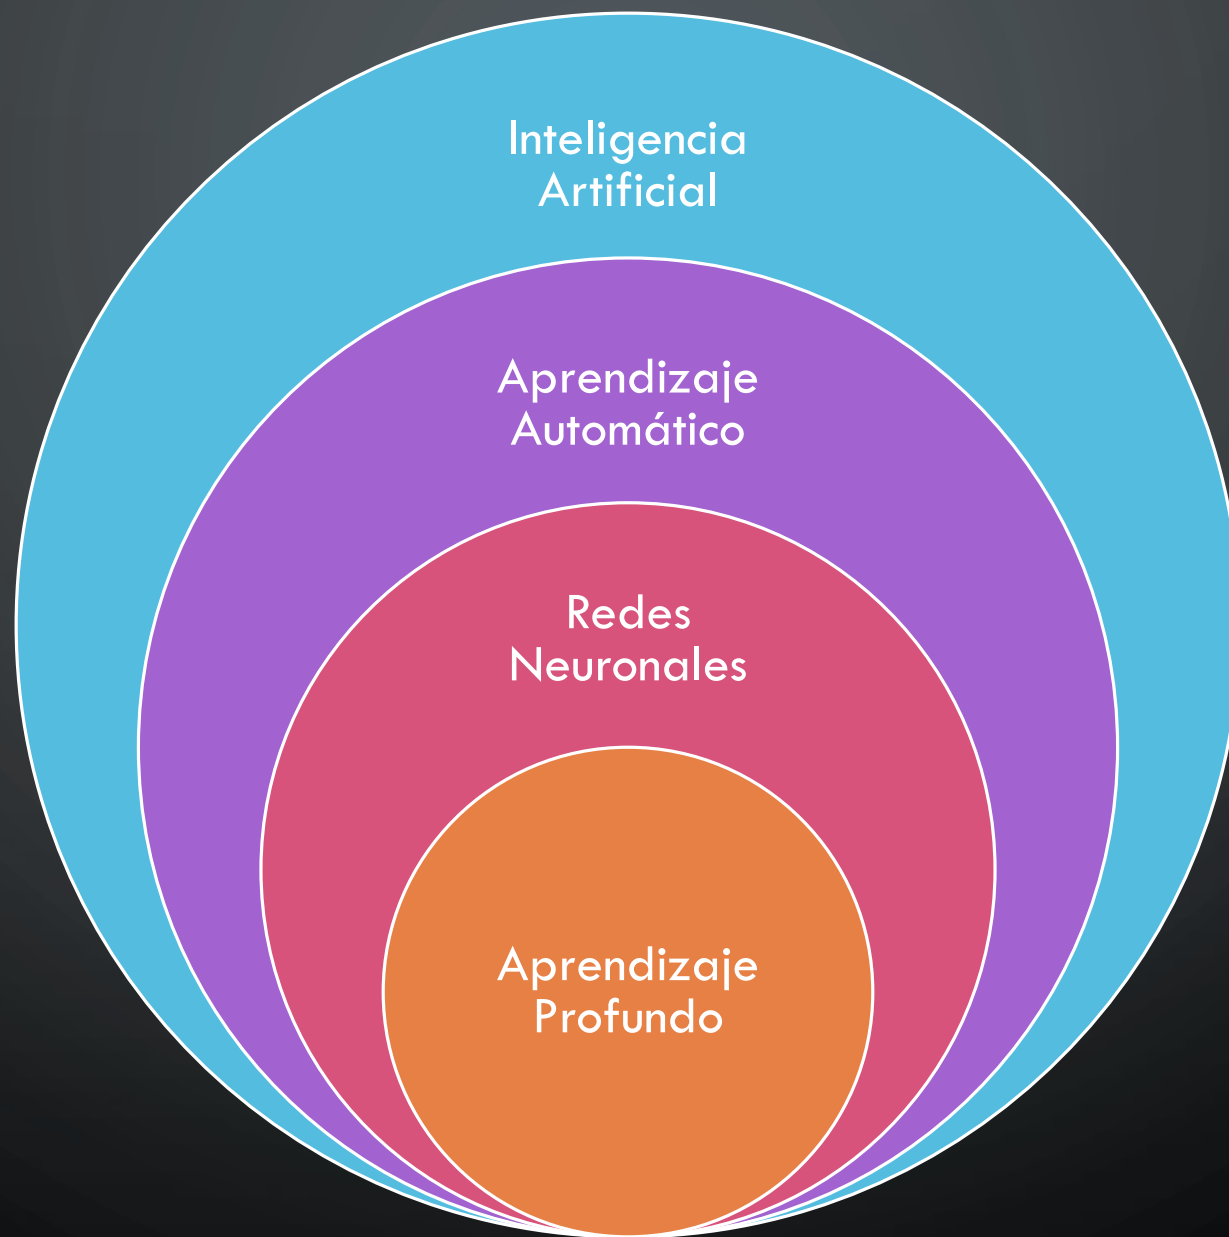 Inteligencia
Artificial
Aprendizaje
Automático
Redes
Neuronales
Aprendizaje
Profundo